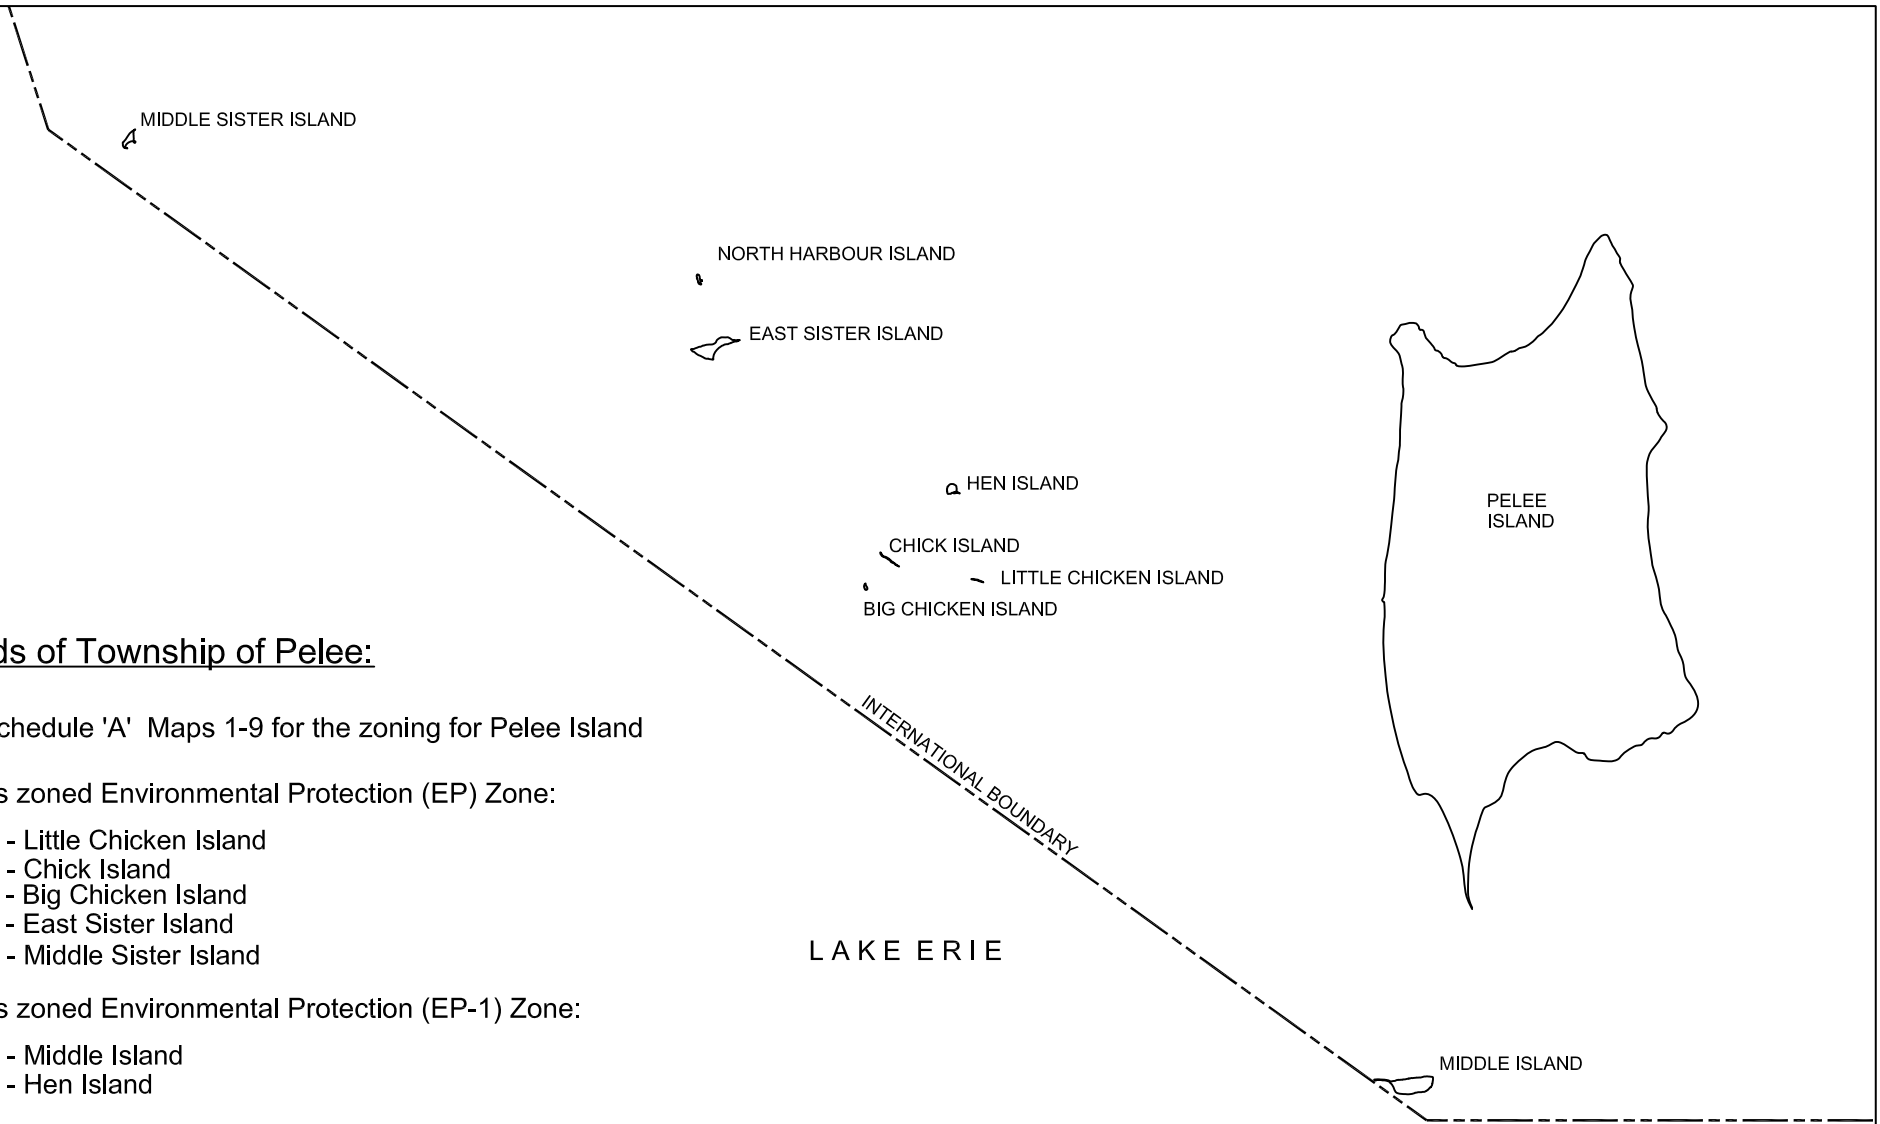 MIDDLE SISTER ISLAND
NORTH HARBOUR ISLAND
EAST SISTER ISLAND
HEN ISLAND
PELEE
ISLAND
CHICK ISLAND
LITTLE CHICKEN ISLAND
BIG CHICKEN ISLAND
ds of Township of Pelee:
chedule 'A' Maps 1-9 for the zoning for Pelee Island
INTERNATIONAL BOUNDARY
s zoned Environmental Protection (EP) Zone:
- Little Chicken Island
- Chick Island
- Big Chicken Island
- East Sister Island
- Middle Sister Island
LAKE ERIE
s zoned Environmental Protection (EP-1) Zone:
- Middle Island
- Hen Island
MIDDLE ISLAND